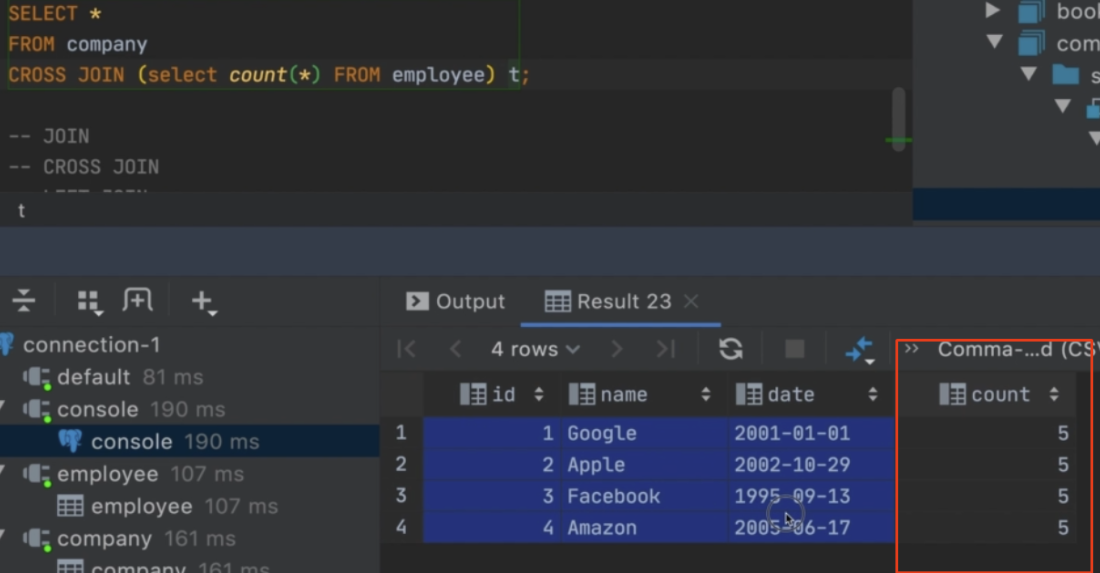 SELECT *
FROM company
CROSS JOIN (select count(*) FROM employee) t;
-- JOIN
-- CROSS JOIN
t
Output
Result 23
connection-1
4 rows
Comma-...d (CSV
default 81 ms
id name date count
console 190 ms
1 1 Google 2001-01-01 5
console 190 ms
2 2 Apple 2002-10-29 5
employee 107 ms
3 3 Facebook 1995-09-13 5
employee 107 ms
4 4 Amazon 2005-06-17 5
company 161 ms
company 161 ms